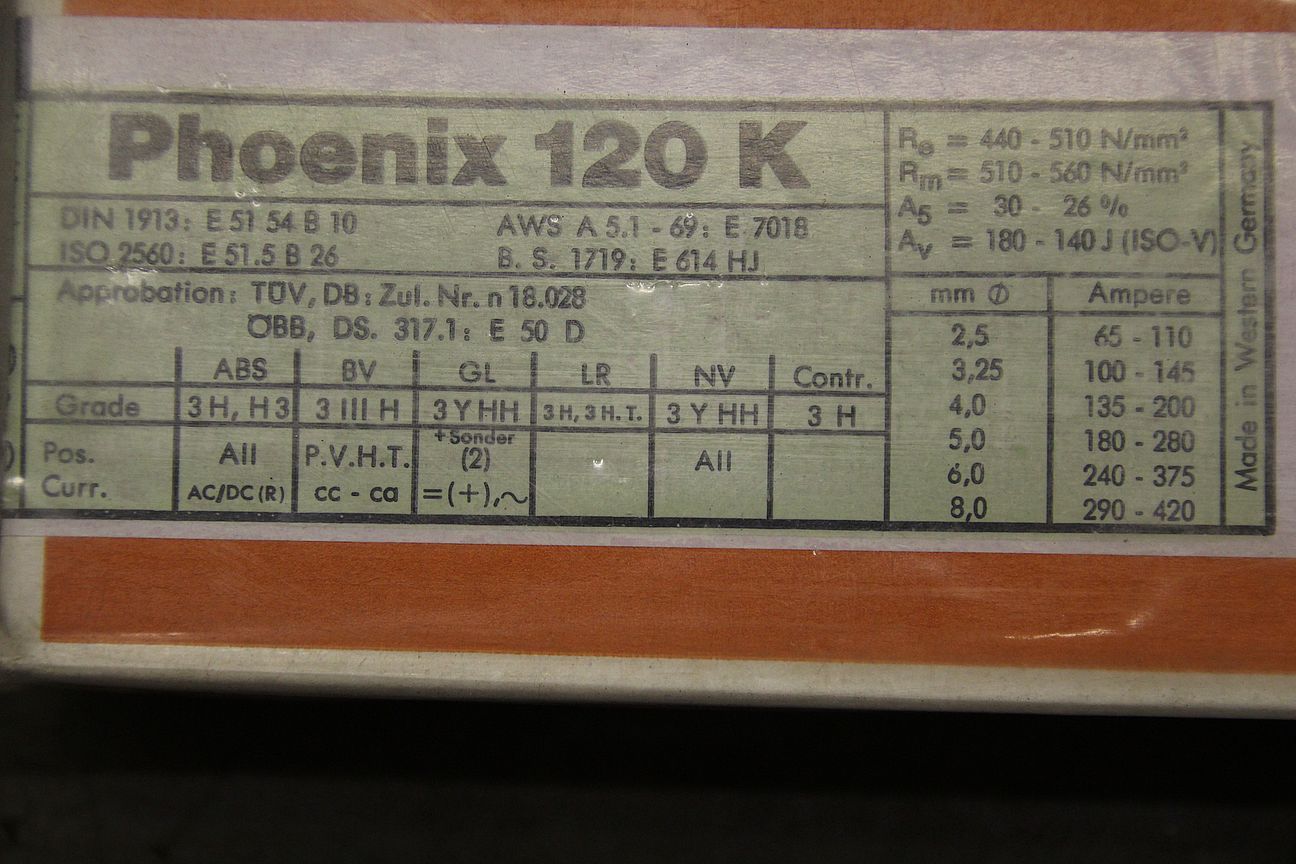 Phoenix 120 K
DIN 1913: E 51 54 B 10
AWS A 5.1 - 69: E 7018
ISO 2560: E 51.5 B 26
B. S. 1719: E 614 HJ
Approbation: TÜV, DB: Zul. Nr. n 18.028
ÖBB, DS. 317.1: E 50 D
ABS BV GL LR NV Contr.
Grade 3 H, H 3 3 III H 3 Y HH 3 H, 3 H. T. 3 Y HH 3 H
+ Sonder
Pos. All P.V.H.T. (2) All
Curr. AC/DC (R) cc - ca =(+),~
Re = 440 - 510 N/mm²
Rm = 510 - 560 N/mm²
A5 = 30 - 26 %
Av = 180 - 140 J (ISO-V)
mm ∅ Ampere
2,5 65 - 110
3,25 100 - 145
4,0 135 - 200
5,0 180 - 280
6,0 240 - 375
8,0 290 - 420
Made in Western Germany